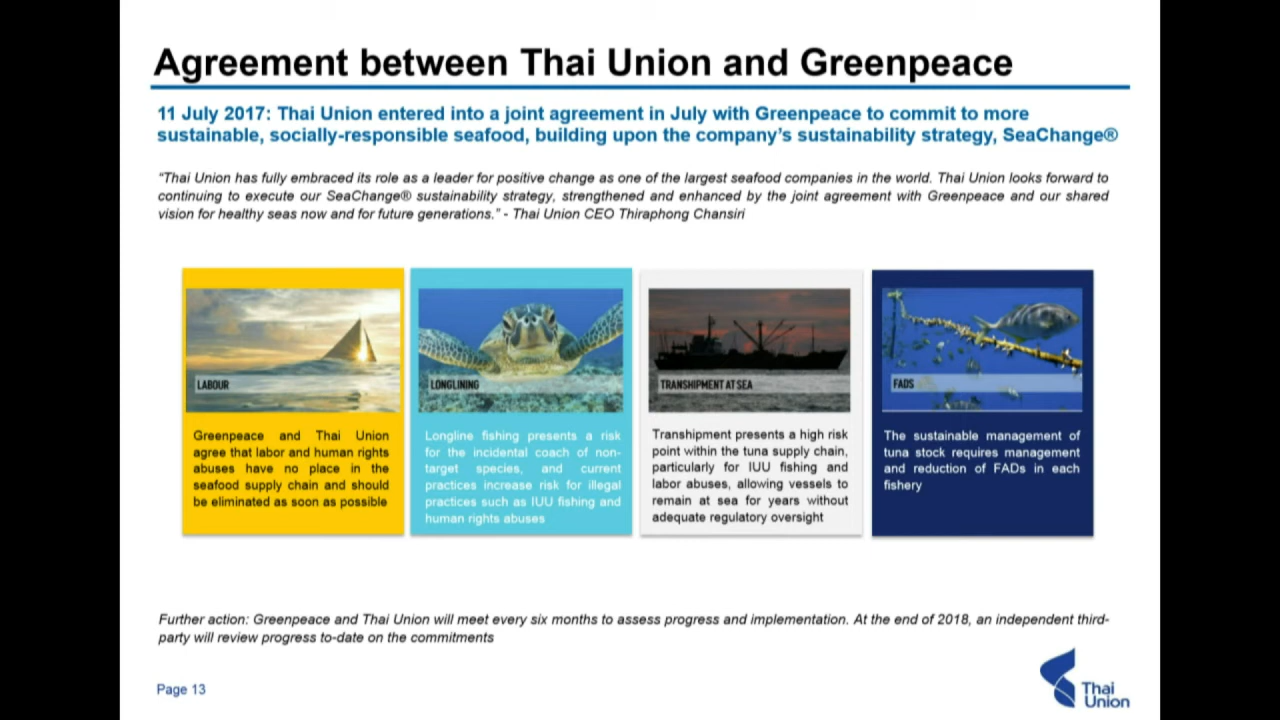 Agreement between Thai Union and Greenpeace
11 July 2017: Thai Union entered into a joint agreement in July with Greenpeace to commit to more
sustainable, socially-responsible seafood, building upon the company's sustainability strategy, SeaChange®
"Thai Union has fully embraced its role as a leader for positive change as one of the largest seafood companies in the world. Thai Union looks forward to
continuing to execute our SeaChange® sustainability strategy, strengthened and enhanced by the joint agreement with Greenpeace and our shared
vision for healthy seas now and for future generations." - Thai Union CEO Thiraphong Chansiri
LABOUR
Greenpeace and Thai Union
agree that labor and human rights
abuses have no place in the
seafood supply chain and should
be eliminated as soon as possible
LONGLINING
Longline fishing presents a risk
for the incidental coach of non-
target species, and current
practices increase risk for illegal
practices such as IUU fishing and
human rights abuses
TRANSHIPMENT AT SEA
Transhipment presents a high risk
point within the tuna supply chain,
particularly for IUU fishing and
labor abuses, allowing vessels to
remain at sea for years without
adequate regulatory oversight
FADS
The sustainable management of
tuna stock requires management
and reduction of FADs in each
fishery
Further action: Greenpeace and Thai Union will meet every six months to assess progress and implementation. At the end of 2018, an independent third-
party will review progress to-date on the commitments
Page 13
Thai
Union